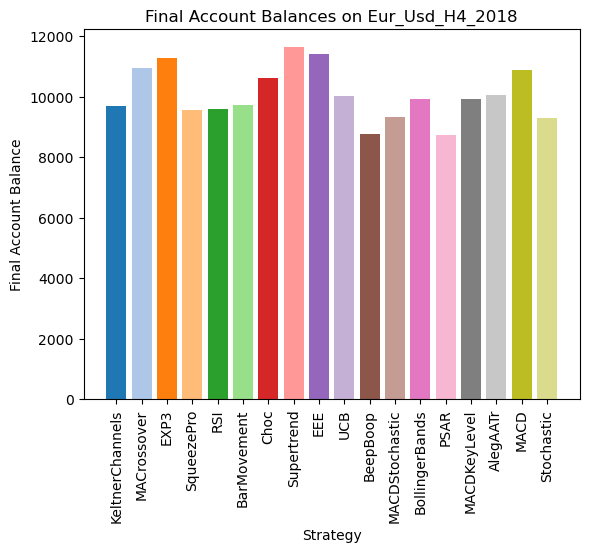 Final Account Balances on Eur_Usd_H4_2018
Final Account Balance
12000
10000
8000
6000
4000
2000
0
KeltnerChannels
MACrossover
EXP3
SqueezePro
RSI
BarMovement
Choc
Supertrend
EEE
UCB
BeepBoop
MACDStochastic
BollingerBands
PSAR
MACDKeyLevel
AlegAATr
MACD
Stochastic
Strategy